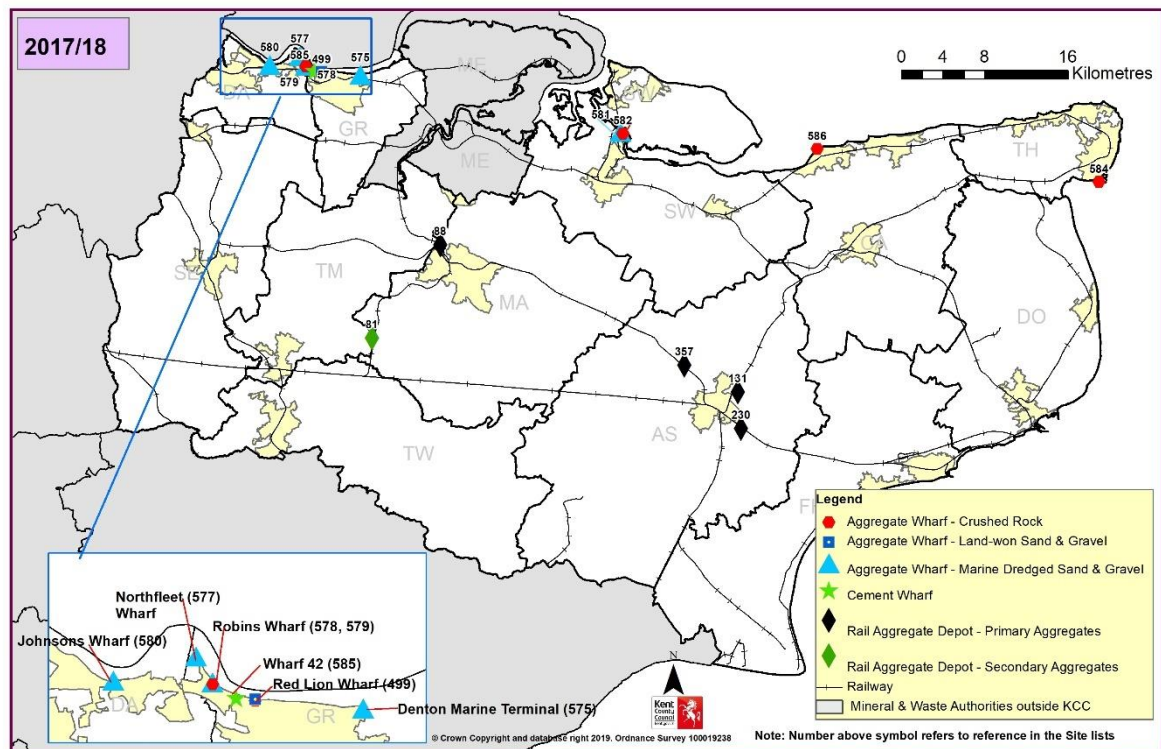 2017/18
0 4 8 16
Kilometres
577
580
585
499
575
579
578
DA
GR
ME
ME
SW
581
582
586
TH
584
SW
CA
88
SE
TM
MA
DO
81
357
131
230
AS
TW
Northfleet (577)
Wharf
Johnsons Wharf (580)
Robins Wharf (578, 579)
Wharf 42 (585)
Red Lion Wharf (499)
DA
GR
Denton Marine Terminal (575)
Legend
Aggregate Wharf - Crushed Rock
Aggregate Wharf - Land-won Sand & Gravel
Aggregate Wharf - Marine Dredged Sand & Gravel
Cement Wharf
Rail Aggregate Depot - Primary Aggregates
Rail Aggregate Depot - Secondary Aggregates
Railway
Mineral & Waste Authorities outside KCC
Kent
County
Council
© Crown Copyright and database right 2019. Ordnance Survey 100019238
Note: Number above symbol refers to reference in the Site lists